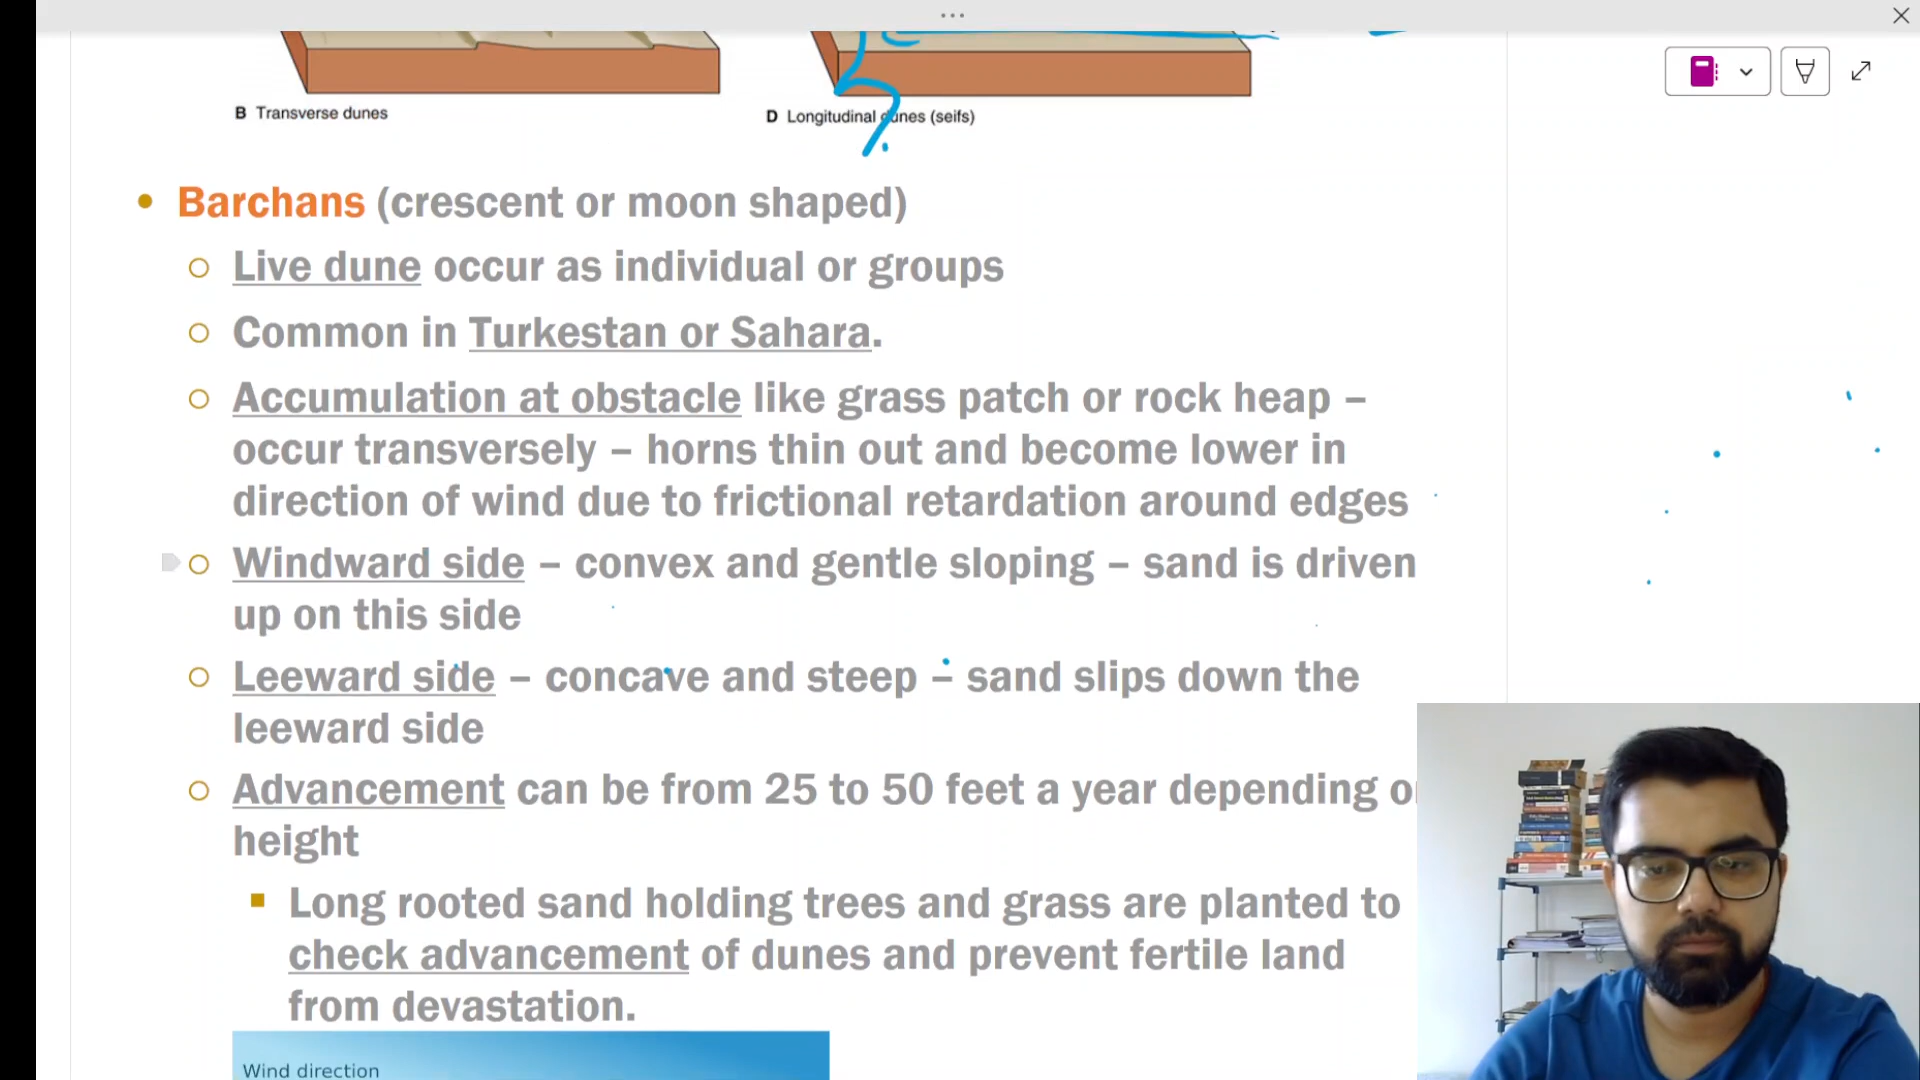 B Transverse dunes
D Longitudinal dunes (seifs)
Barchans (crescent or moon shaped)
Live dune occur as individual or groups
Common in Turkestan or Sahara.
Accumulation at obstacle like grass patch or rock heap –
occur transversely – horns thin out and become lower in
direction of wind due to frictional retardation around edges
Windward side – convex and gentle sloping – sand is driven
up on this side
Leeward side – concave and steep – sand slips down the
leeward side
Advancement can be from 25 to 50 feet a year depending
height
Long rooted sand holding trees and grass are planted to
check advancement of dunes and prevent fertile land
from devastation.
Wind direction